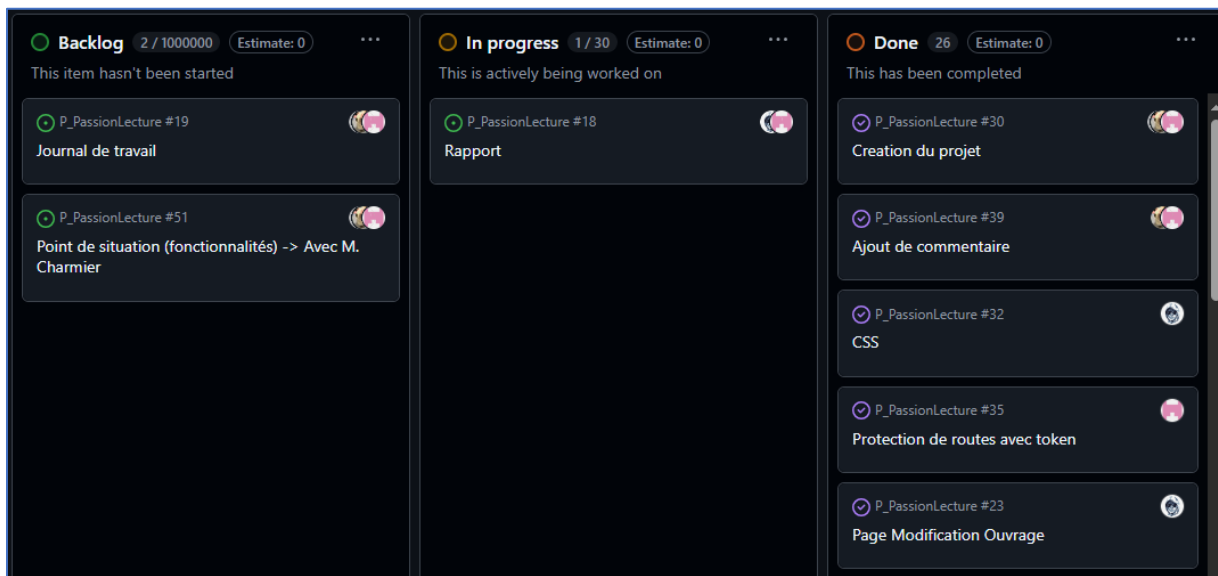 Backlog 2 / 1000000 Estimate: 0 ...
This item hasn't been started
P_PassionLecture #19
Journal de travail
P_PassionLecture #51
Point de situation (fonctionnalités) -> Avec M.
Charmier
In progress 1 / 30 Estimate: 0 ...
This is actively being worked on
P_PassionLecture #18
Rapport
Done 26 Estimate: 0 ...
This has been completed
P_PassionLecture #30
Creation du projet
P_PassionLecture #39
Ajout de commentaire
P_PassionLecture #32
CSS
P_PassionLecture #35
Protection de routes avec token
P_PassionLecture #23
Page Modification Ouvrage